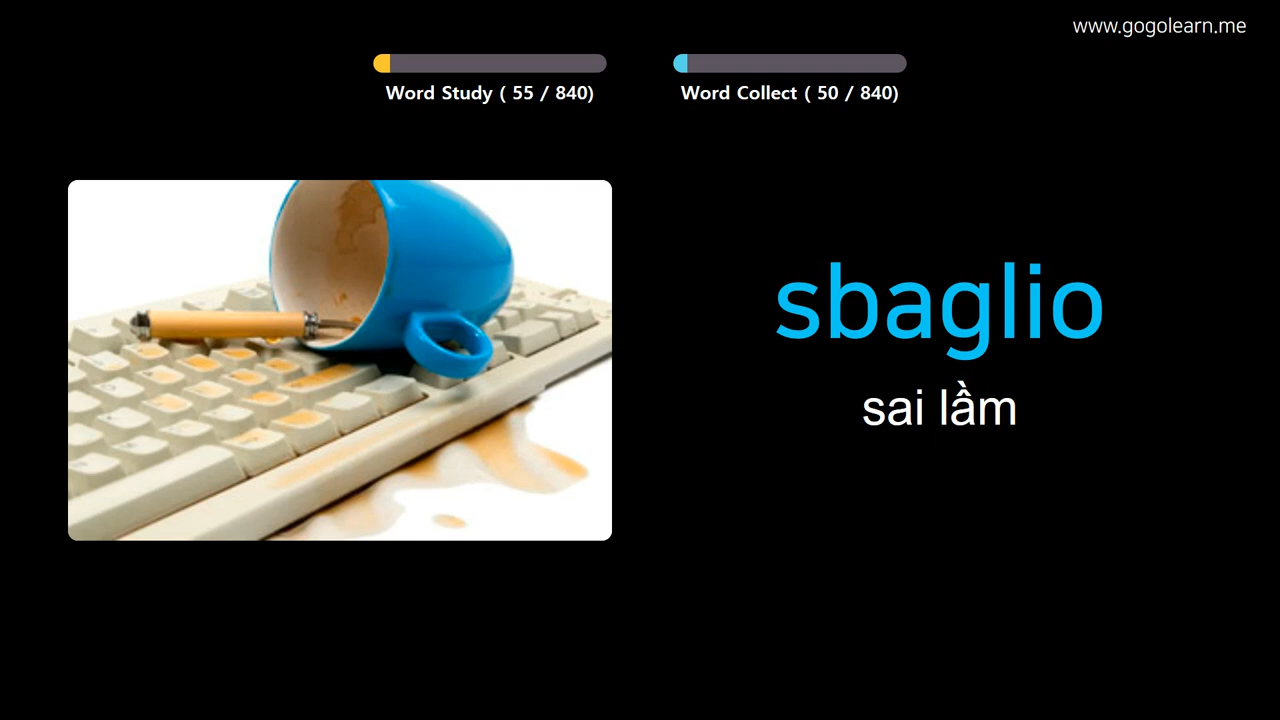 www.gogolearn.me
Word Study ( 55 / 840)
Word Collect ( 50 / 840)
sbaglio
sai lầm